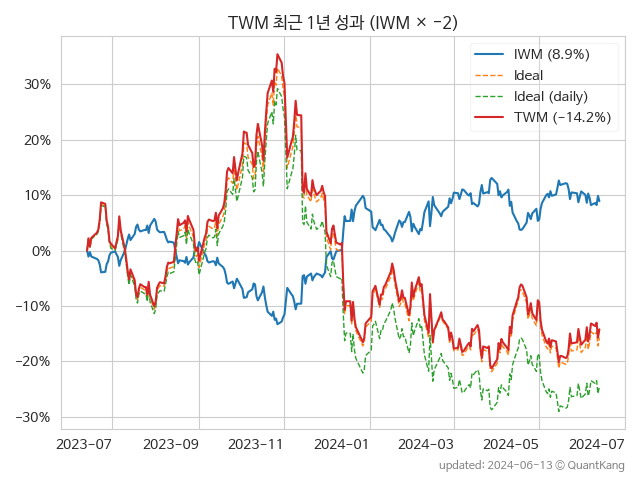 TWM 최근 1년 성과 (IWM × −2)
IWM (8.9%)
Ideal
Ideal (daily)
TWM (−14.2%)
30%
20%
10%
0%
−10%
−20%
−30%
2023-07 2023-09 2023-11 2024-01 2024-03 2024-05 2024-07
updated: 2024-06-13 © QuantKang